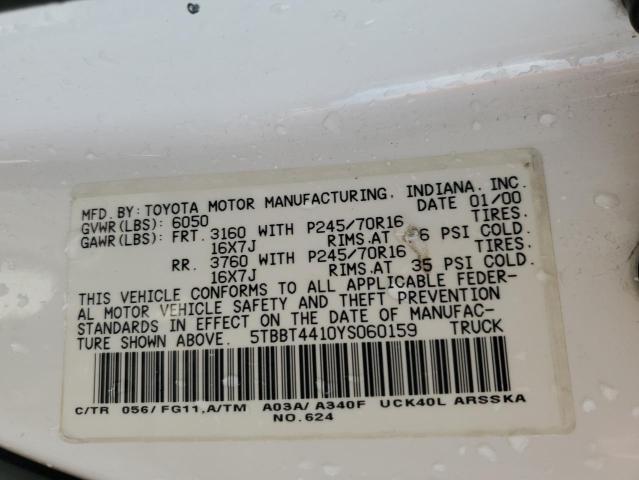 MFD.BY:TOYOTA MOTOR MANUFACTURING, INDIANA, INC.
GVWR(LBS): 6050 DATE 01/00
GAWR(LBS): FRT. 3160 WITH P245/70R16 TIRES.
16X7J RIMS.AT 6 PSI COLD.
RR. 3760 WITH P245/70R16 TIRES.
16X7J RIMS.AT 35 PSI COLD.
THIS VEHICLE CONFORMS TO ALL APPLICABLE FEDER-
AL MOTOR VEHICLE SAFETY AND THEFT PREVENTION
STANDARDS IN EFFECT ON THE DATE OF MANUFAC-
TURE SHOWN ABOVE. 5TBBT4410YS060159 TRUCK
C/TR 056/ FG11,A/TM A03A/ A340F UCK40L ARSSKA
NO.624